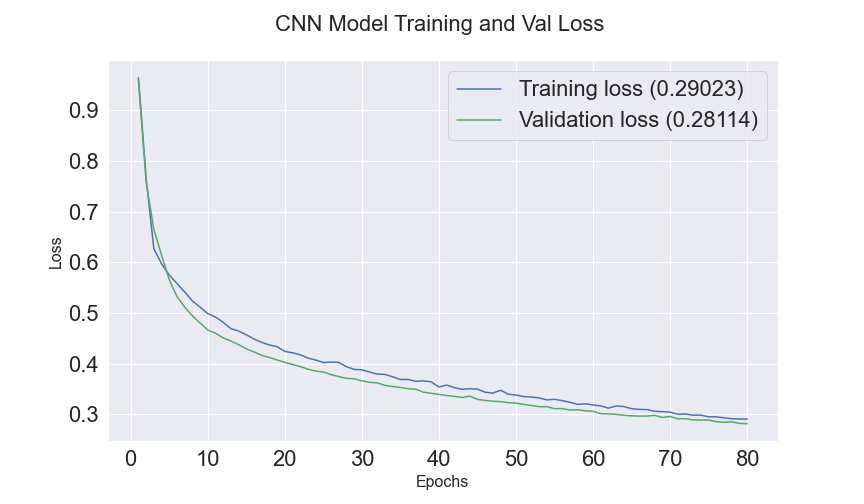 CNN Model Training and Val Loss
Training loss (0.29023)
Validation loss (0.28114)
0.9
0.8
0.7
0.6
0.5
0.4
0.3
Loss
0 10 20 30 40 50 60 70 80
Epochs